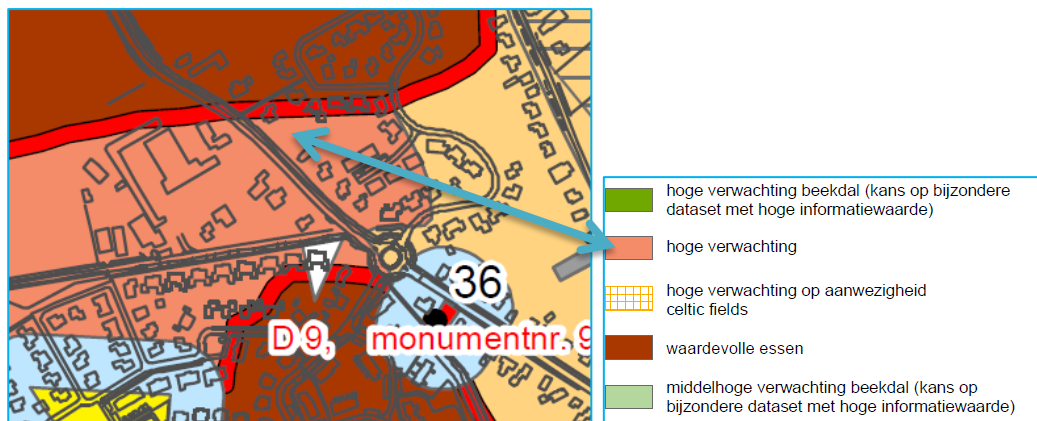 36
D 9, monumentnr. 9
hoge verwachting beekdal (kans op bijzondere
dataset met hoge informatiewaarde)
hoge verwachting
hoge verwachting op aanwezigheid
celtic fields
waardevolle essen
middelhoge verwachting beekdal (kans op
bijzondere dataset met hoge informatiewaarde)